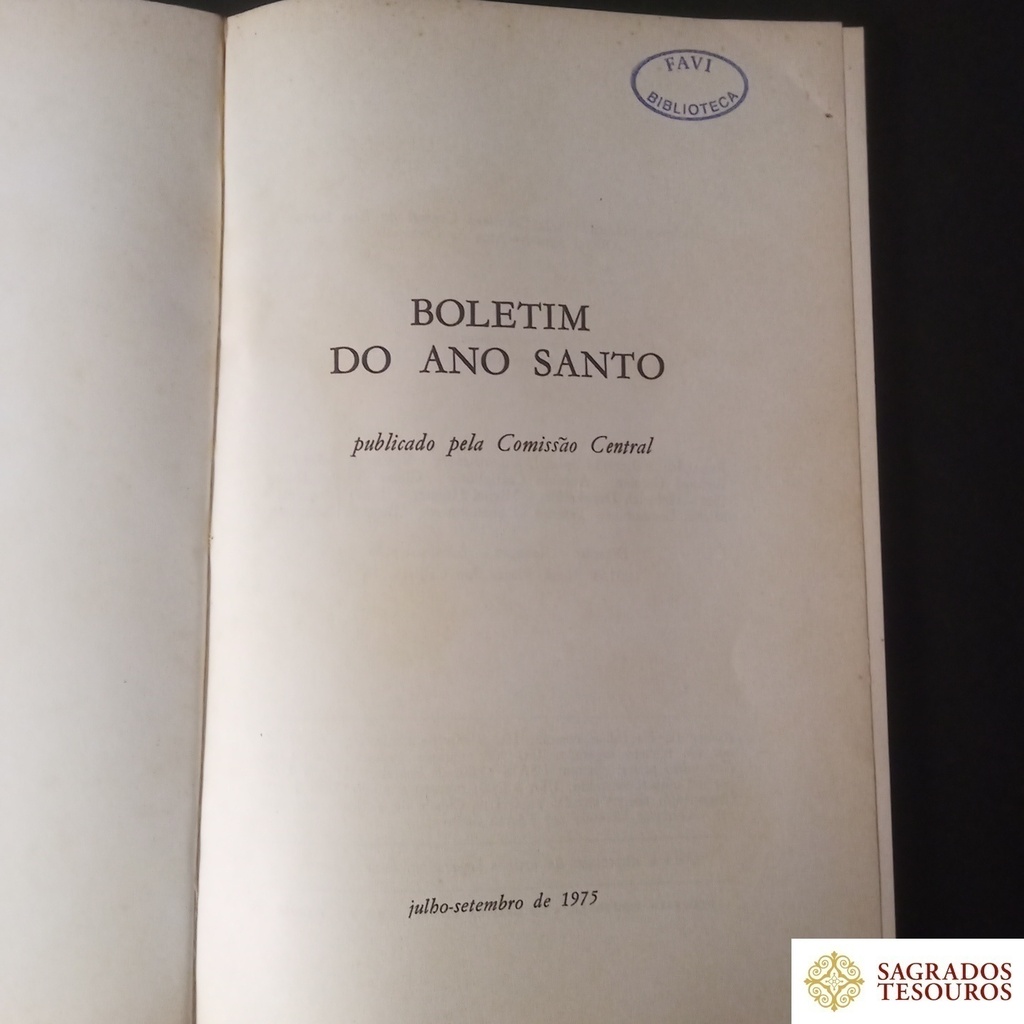 FAVI
BIBLIOTECA
BOLETIM
DO ANO SANTO
publicado pela Comissão Central
julho-setembro de 1975
SAGRADOS
TESOUROS